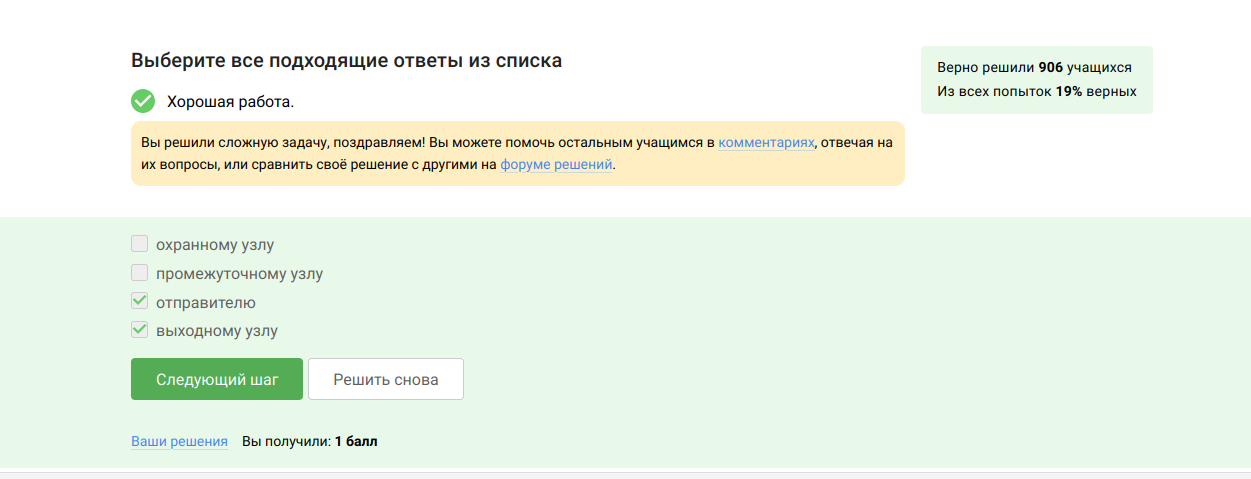 Выберите все подходящие ответы из списка
Хорошая работа.
Вы решили сложную задачу, поздравляем! Вы можете помочь остальным учащимся в комментариях, отвечая на
их вопросы, или сравнить своё решение с другими на форуме решений.
Верно решили 906 учащихся
Из всех попыток 19% верных
охранному узлу
промежуточному узлу
отправителю
выходному узлу
Следующий шаг
Решить снова
Ваши решения
Вы получили: 1 балл